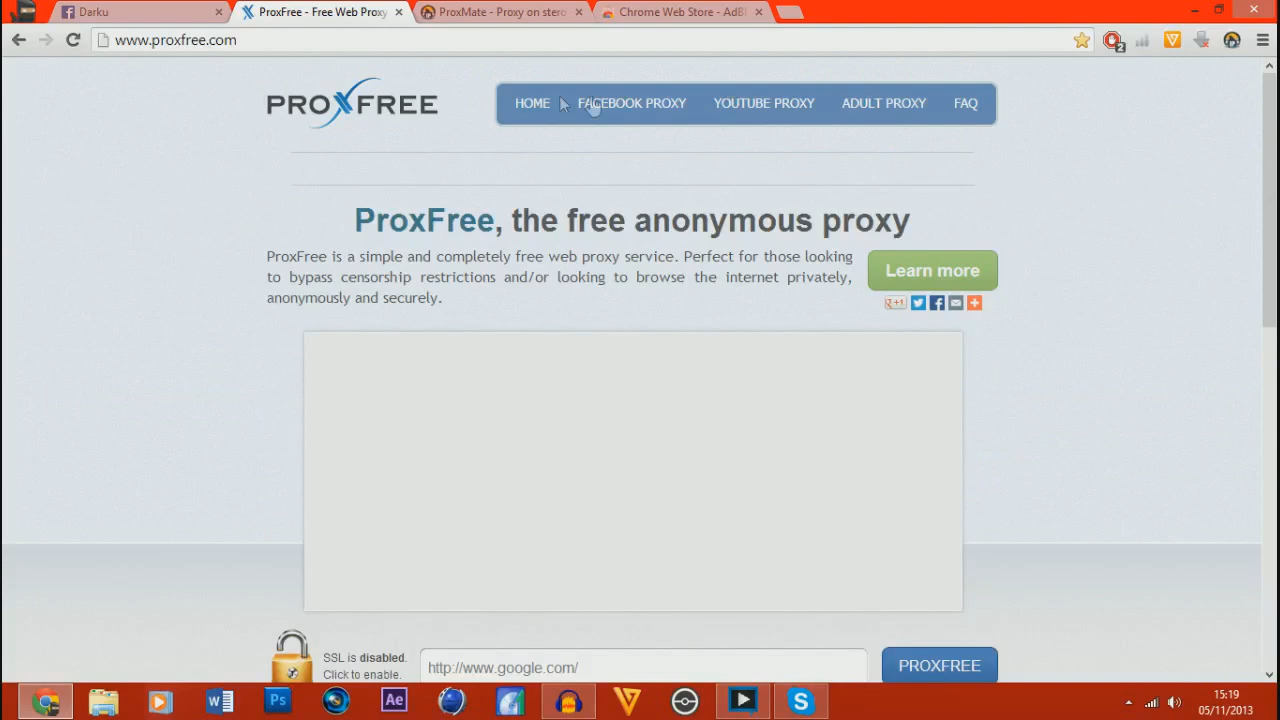 Darku
ProxFree - Free Web Proxy
ProxMate - Proxy on stero
Chrome Web Store - AdBl
www.proxfree.com
2
PROXFREE
HOME
FACEBOOK PROXY
YOUTUBE PROXY
ADULT PROXY
FAQ
ProxFree, the free anonymous proxy
ProxFree is a simple and completely free web proxy service. Perfect for those looking
to bypass censorship restrictions and/or looking to browse the internet privately,
anonymously and securely.
Learn more
g+1
SSL is disabled.
Click to enable.
http://www.google.com/
PROXFREE
Ps
Ae
15:19
05/11/2013